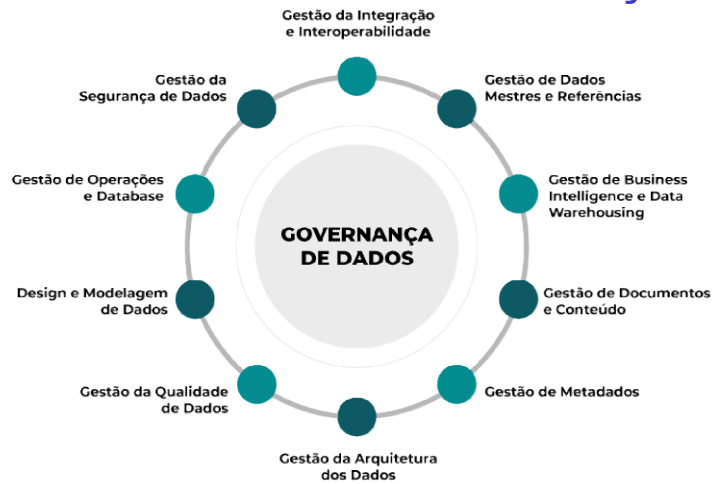 Gestão da Integração
e Interoperabilidade
Gestão da
Segurança de Dados
Gestão de Dados
Mestres e Referências
Gestão de Operações
e Database
Gestão de Business
Intelligence e Data
Warehousing
GOVERNANÇA
DE DADOS
Design e Modelagem
de Dados
Gestão de Documentos
e Conteúdo
Gestão da Qualidade
de Dados
Gestão de Metadados
Gestão da Arquitetura
dos Dados